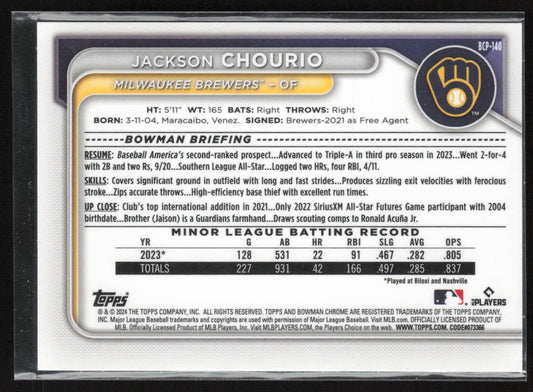 BCP-140
JACKSON CHOURIO
MILWAUKEE BREWERS™ - OF
HT: 5'11" WT: 165 BATS: Right THROWS: Right
BORN: 3-11-04, Maracaibo, Venez. SIGNED: Brewers-2021 as Free Agent
BOWMAN BRIEFING
RESUME: Baseball America's second-ranked prospect...Advanced to Triple-A in third pro season in 2023...Went 2-for-4
with 2B and two Rs, 9/20...Southern League All-Star...Logged two HRs, four RBI, 4/11.
SKILLS: Covers significant ground in outfield with long and fast strides...Produces sizzling exit velocities with ferocious
stroke...Zips accurate throws...High-efficiency base thief with excellent run times.
UP CLOSE: Club's top international addition in 2021...Only 2022 SiriusXM All-Star Futures Game participant with 2004
birthdate...Brother (Jaison) is a Guardians farmhand...Draws scouting comps to Ronald Acuña Jr.
MINOR LEAGUE BATTING RECORD
YR G AB HR RBI SLG AVG OPS
2023* 128 531 22 91 .467 .282 .805
TOTALS 227 931 42 166 .497 .285 .837
*Played at Biloxi and Nashville
Topps
PLAYERS
® & © 2024 THE TOPPS COMPANY, INC. ALL RIGHTS RESERVED. TOPPS AND BOWMAN CHROME ARE REGISTERED TRADEMARKS OF THE TOPPS COMPANY,
INC. Major League Baseball trademarks and copyrights are used with permission of Major League Baseball. Visit MLB.com. OFFICIALLY LICENSED PRODUCT OF
MLB. Officially Licensed Product of MLB Players, Inc. Visit MLBPLAYERS.com, the Players Choice on the web. WWW.TOPPS.COM. CODE#073366